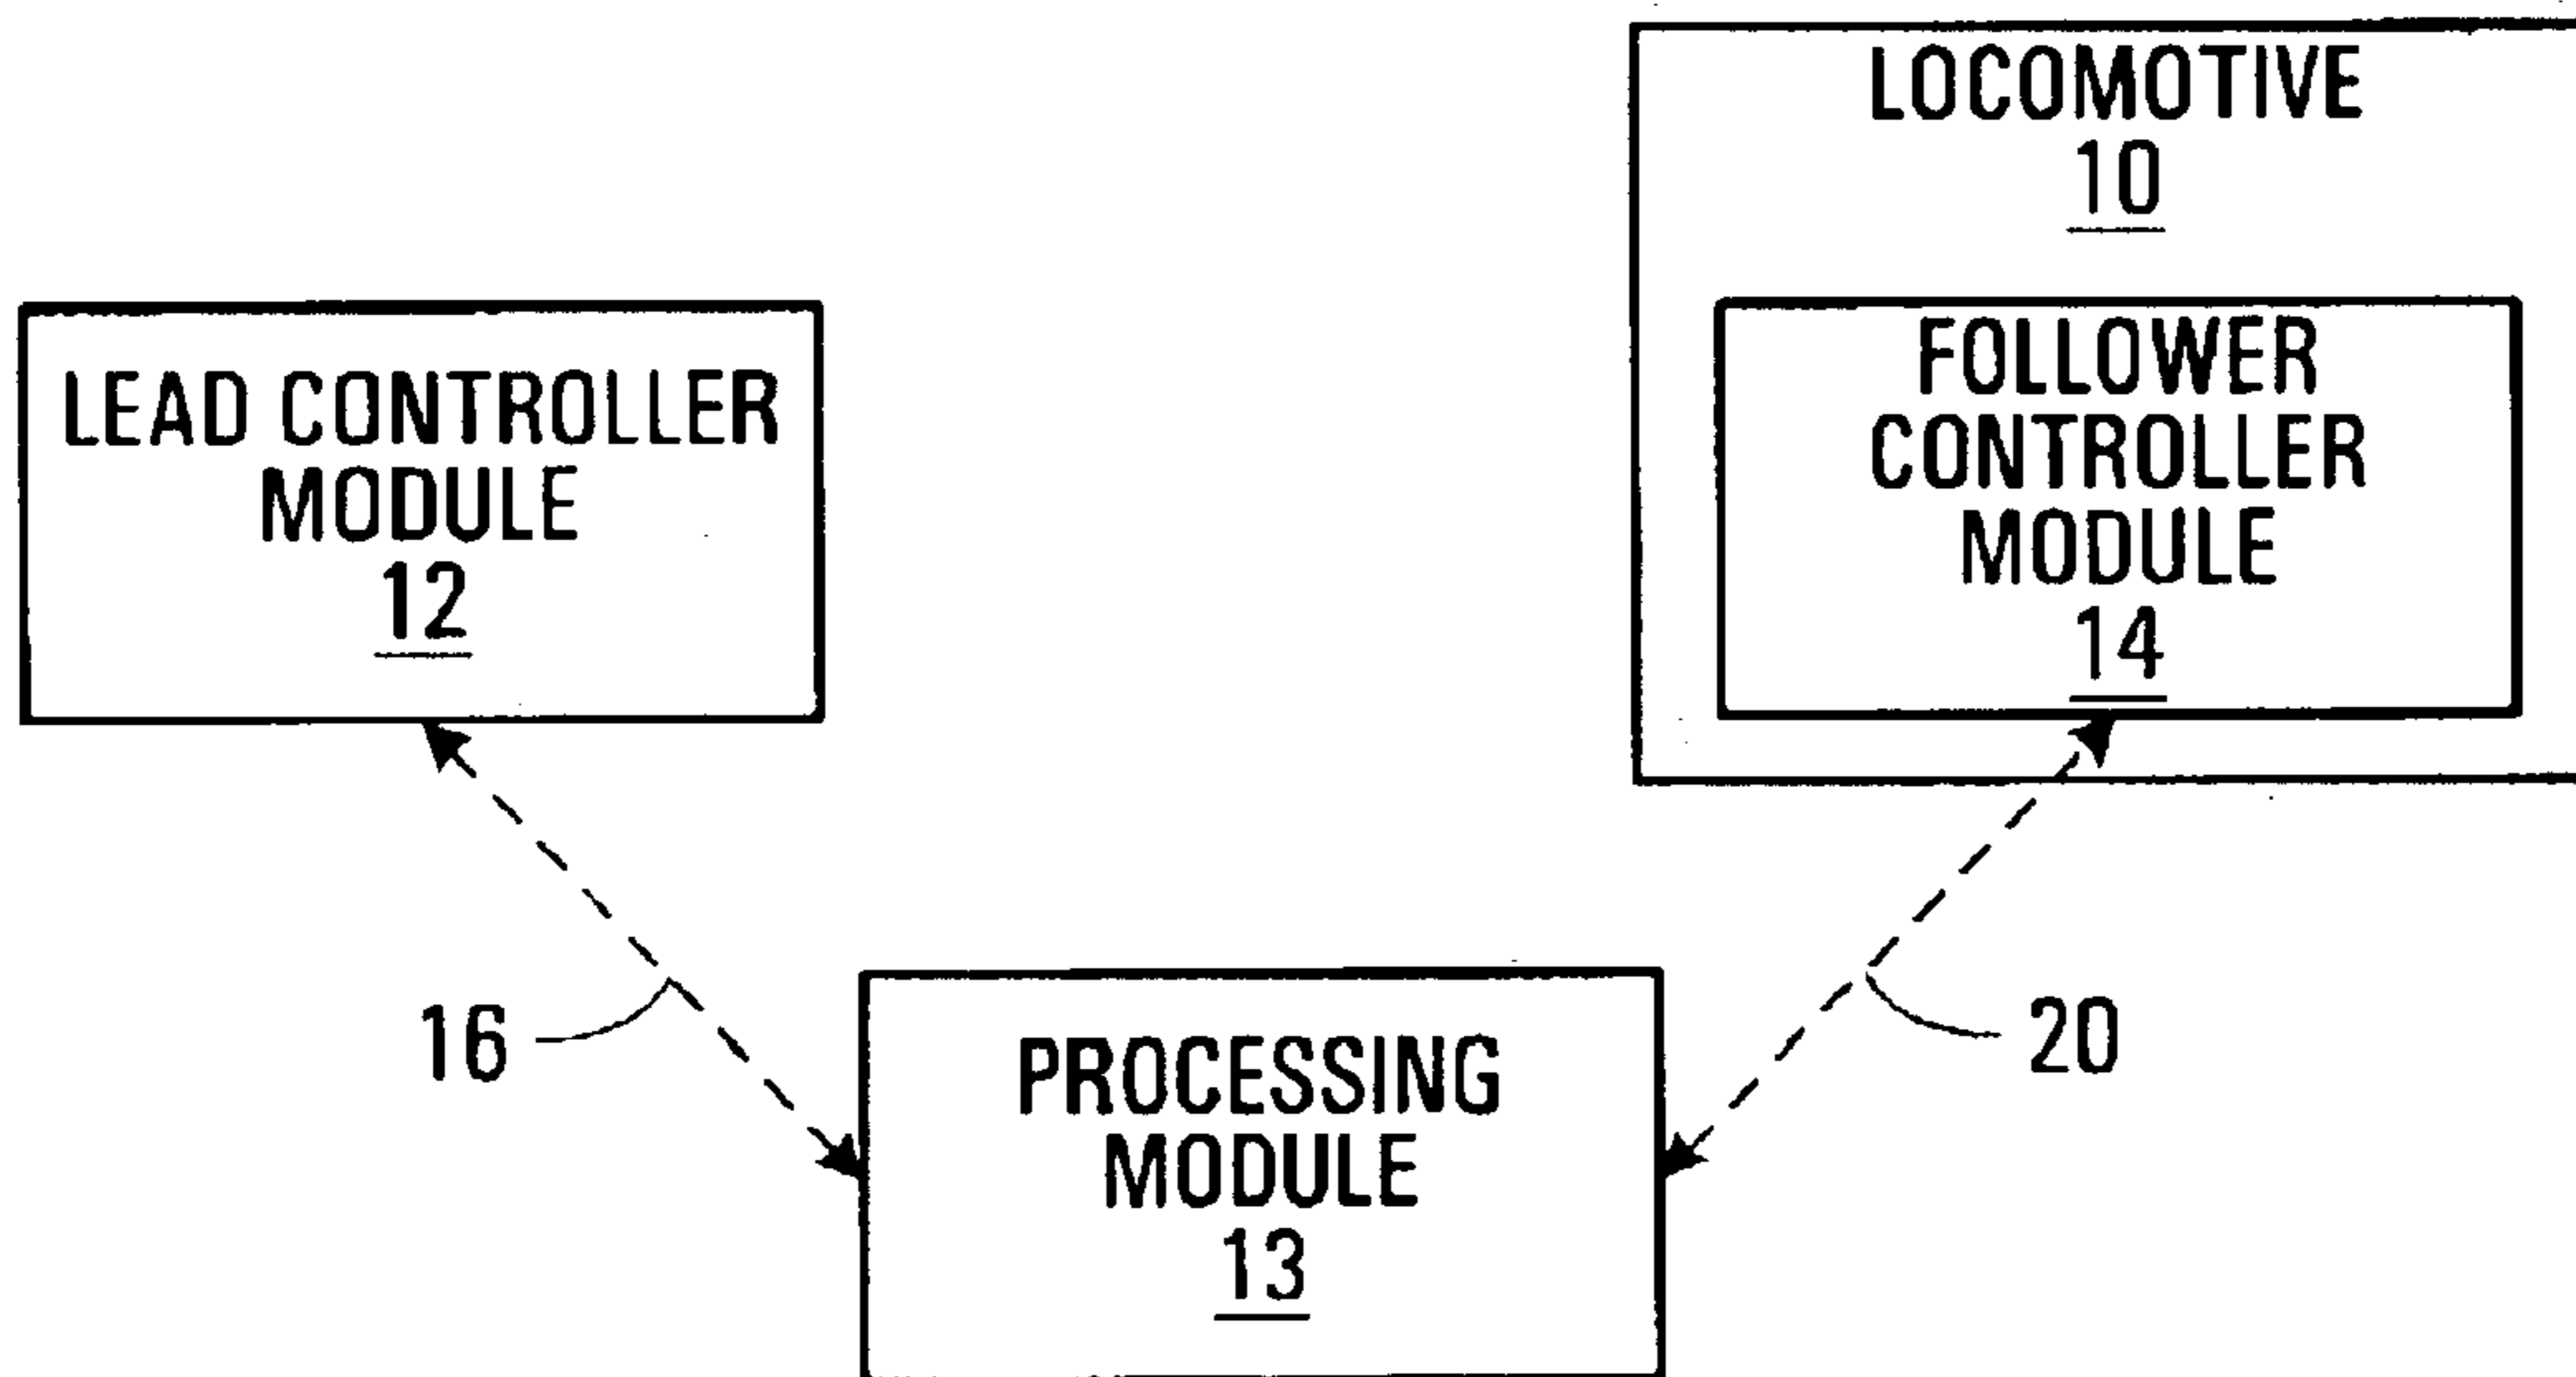 LOCOMOTIVE
10
LEAD CONTROLLER
MODULE
12
FOLLOWER
CONTROLLER
MODULE
14
16
20
PROCESSING
MODULE
13